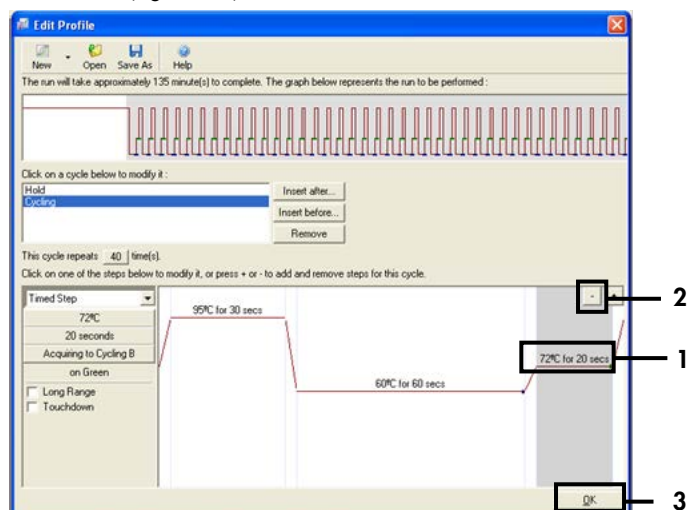 Edit Profile
New Open Save As Help
The run will take approximately 135 minute(s) to complete. The graph below represents the run to be performed :
Click on a cycle below to modify it :
Hold
Cycling
Insert after...
Insert before...
Remove
This cycle repeats 40 time(s).
Click on one of the steps below to modify it, or press + or - to add and remove steps for this cycle.
Timed Step
72ºC
20 seconds
Acquiring to Cycling B
on Green
Long Range
Touchdown
95ºC for 30 secs
60ºC for 60 secs
72ºC for 20 secs
-
2
1
OK
3